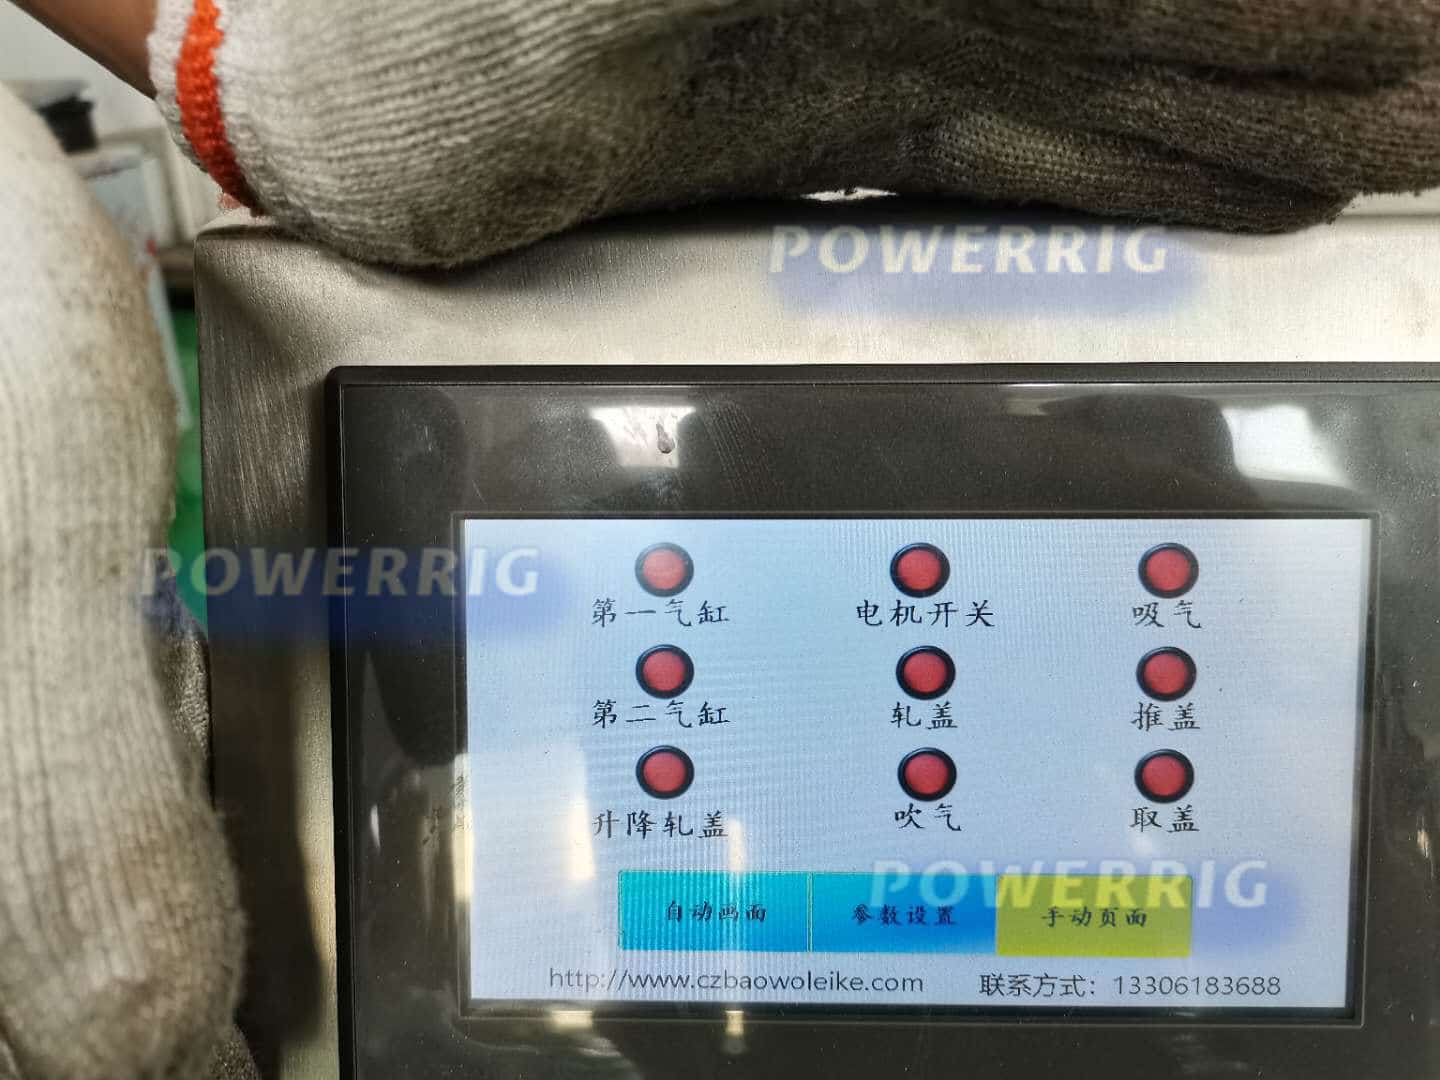 POWERRIG
POWERRIG
第一气缸 电机开关 吸气
第二气缸 轧盖 推盖
升降轧盖 吹气 取盖
POWERRIG
自动画面 参数设置 手动页面
http://www.czbaowoleike.com 联系方式：13306183688